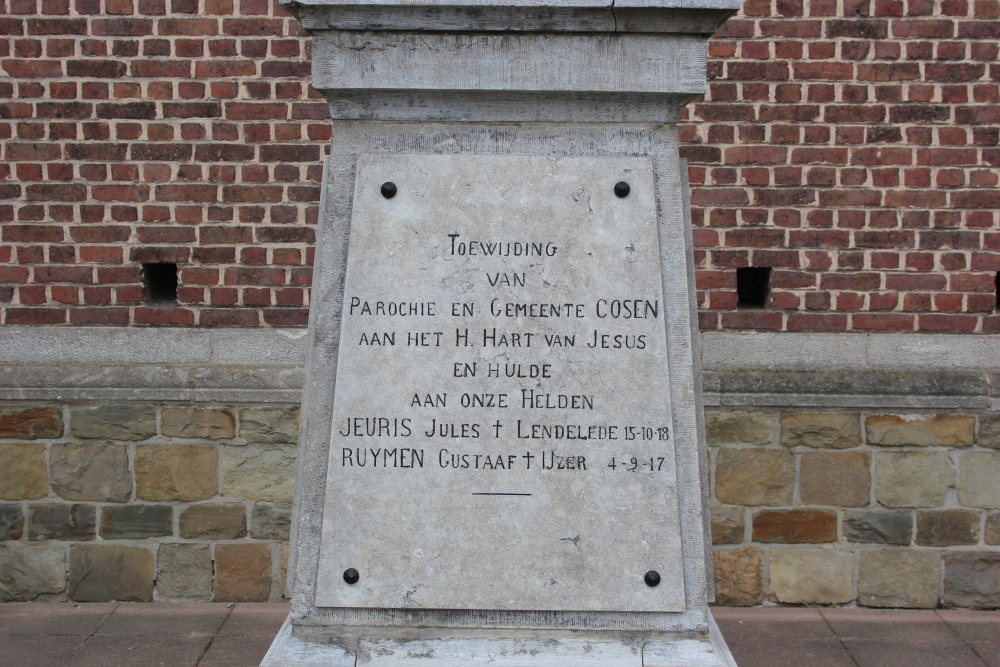 TOEWIJDING
VAN
PAROCHIE EN GEMEENTE COSEN
AAN HET H. HART VAN JESUS
EN HULDE
AAN ONZE HELDEN
JEURIS JULES † LENDELEDE 15-10-18
RUYMEN GUSTAAF † IJZER 4-9-17